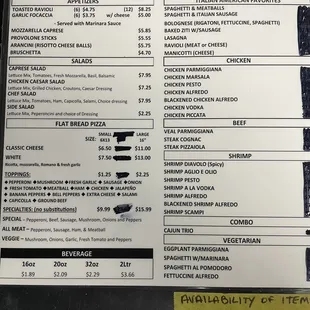 APPETIZERS
TOASTED RAVIOLI (6) $4.75 (12) $8.25
GARLIC FOCACCIA (S) $3.75 w/ cheese $5.00
- Served with Marinara Sauce
MOZZARELLA CAPRESE $5.85
PROVOLONE STICKS $5.55
ARANCINI (RISOTTO CHEESE BALLS) $5.75
BRUSCHETTA $4.70
SALADS
CAPRESE SALAD
Lettuce Mix, Tomatoes, Fresh Mozzarella, Basil, Balsamic $7.95
CHICKEN CAESAR SALAD
Lettuce Mix, Grilled Chicken, Croutons, Caesar Dressing $7.25
CHEF SALAD
Lettuce Mix, Tomatoes, Ham, Capicolla, Salami, Choice dressing $7.25
SIDE SALAD
Lettuce Mix, Peperoncini and choice of Dressing $2.25
FLAT BREAD PIZZA
SMALL LARGE
SIZE: 6X13 16"
CLASSIC CHEESE $6.50 $11.00
WHITE $7.50 $13.00
Ricotta, mozzarella, Romano & fresh garlic
TOPPINGS: $1.25 $2.25
PEPPERONI MUSHROOM FRESH GARLIC SAUSAGE ONION
FRESH TOMATO MEATBALL HAM CHICKEN JALAPEÑO
BANANA PEPPERS BELL PEPPERS EXTRA CHEESE SALAMI
CAPICOLLA GROUND BEEF
SPECIALTIES: (no substitutions) $9.99 $15.99
SPECIAL – Pepperoni, Beef, Sausage, Mushroom, Onions and Peppers
ALL MEAT – Pepperoni, Sausage, Ham, & Meatball
VEGGIE – Mushroom, Onions, Garlic, Fresh Tomato and Peppers
BEVERAGE
16oz 20oz 32oz 2Ltr
$1.89 $2.09 $2.29 $3.66
ITALIAN AMERICAN FAVORITES
SPAGHETTI & MEATBALLS
SPAGHETTI & ITALIAN SAUSAGE
BOLOGNESE (RIGATONI, FETTUCCINE, SPAGHETTI)
BAKED ZITI W/SAUSAGE
LASAGNA
RAVIOLI (MEAT or CHEESE)
MANICOTTI (CHEESE)
CHICKEN
CHICKEN PARMIGIANA
CHICKEN MARSALA
CHICKEN PESTO
CHICKEN ALFREDO
BLACKENED CHICKEN ALFREDO
CHICKEN VODKA
CHICKEN PICCATA
BEEF
VEAL PARMIGIANA
STEAK COGNAC
STEAK PIZZAIOLA
SHRIMP
SHRIMP DIAVOLO (Spicy)
SHRIMP AGLIO E OLIO
SHRIMP PESTO
SHRIMP A LA VODKA
SHRIMP ALFREDO
BLACKENED SHRIMP ALFREDO
SHRIMP SCAMPI
COMBO
CAJUN TRIO
VEGETARIAN
EGGPLANT PARMIGIANA
SPAGHETTI W/MARINARA
SPAGHETTI AL POMODORO
FETTUCCINE ALFREDO
AVAILABILITY OF ITEM